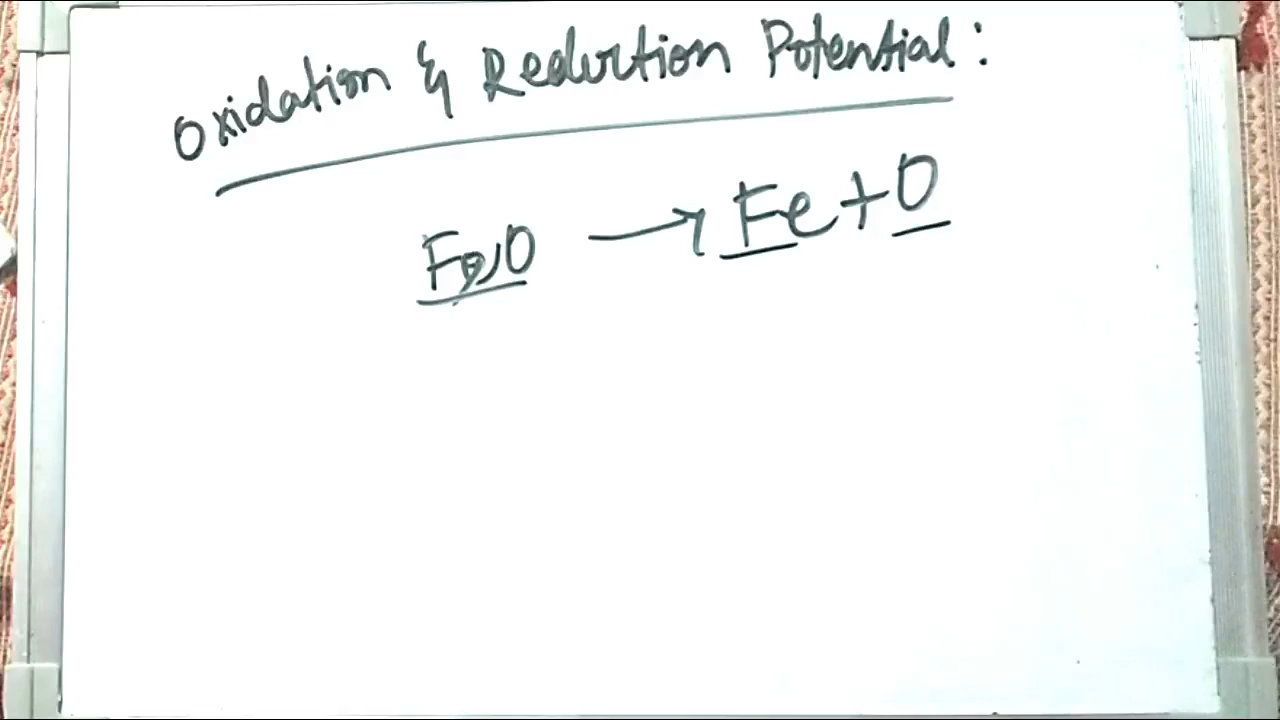 Oxidation & Reduction Potential:
FeO → Fe + O